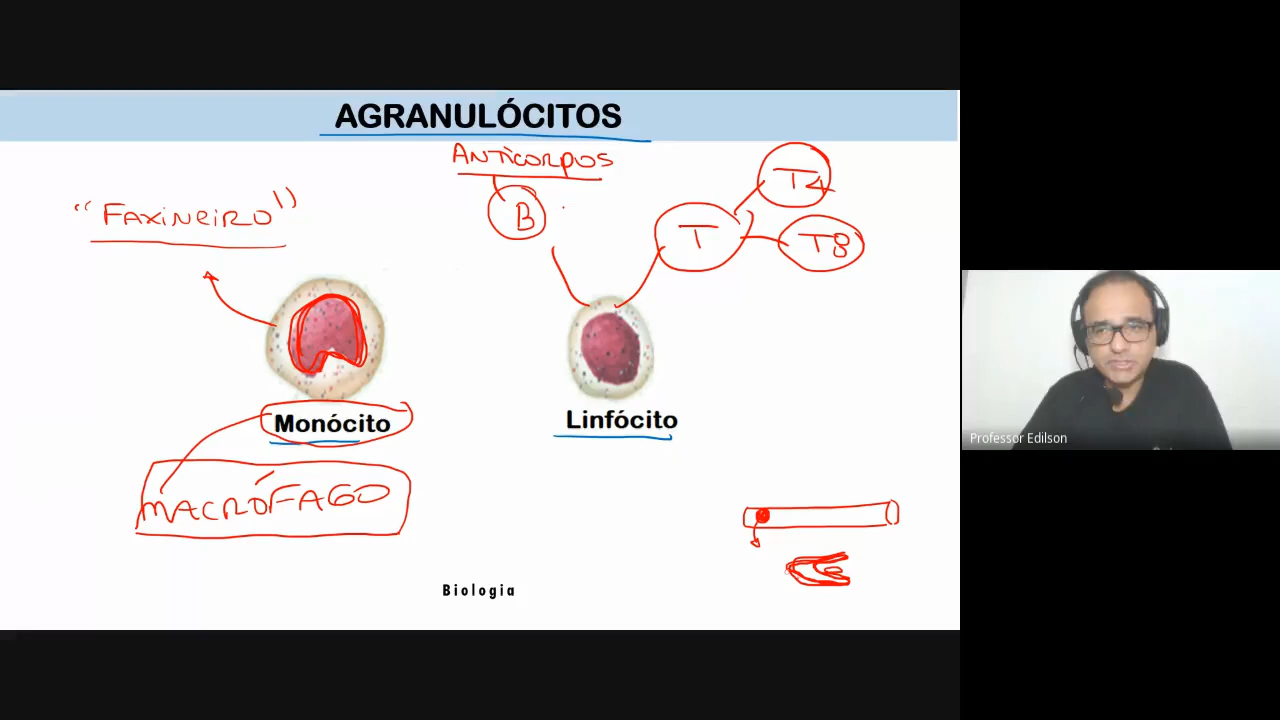 AGRANULÓCITOS
ANTICORPOS
B
T
T4
T8
"FAXINEIRO"
Monócito
Linfócito
MACRÓFAGO
Biologia
Professor Edilson